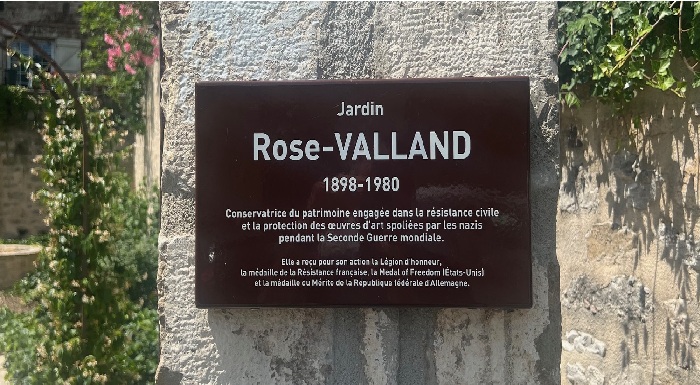 Jardin
Rose-VALLAND
1898-1980
Conservatrice du patrimoine engagée dans la résistance civile
et la protection des œuvres d'art spoliées par les nazis
pendant la Seconde Guerre mondiale.
Elle a reçu pour son action la Légion d'honneur,
la médaille de la Résistance française, la Medal of Freedom (États-Unis)
et la médaille du Mérite de la République fédérale d'Allemagne.